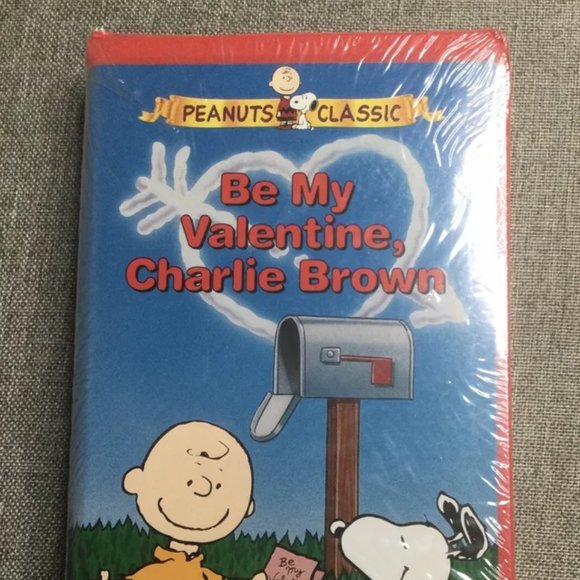 PEANUTS CLASSIC
Be My
Valentine,
Charlie Brown
Be
My